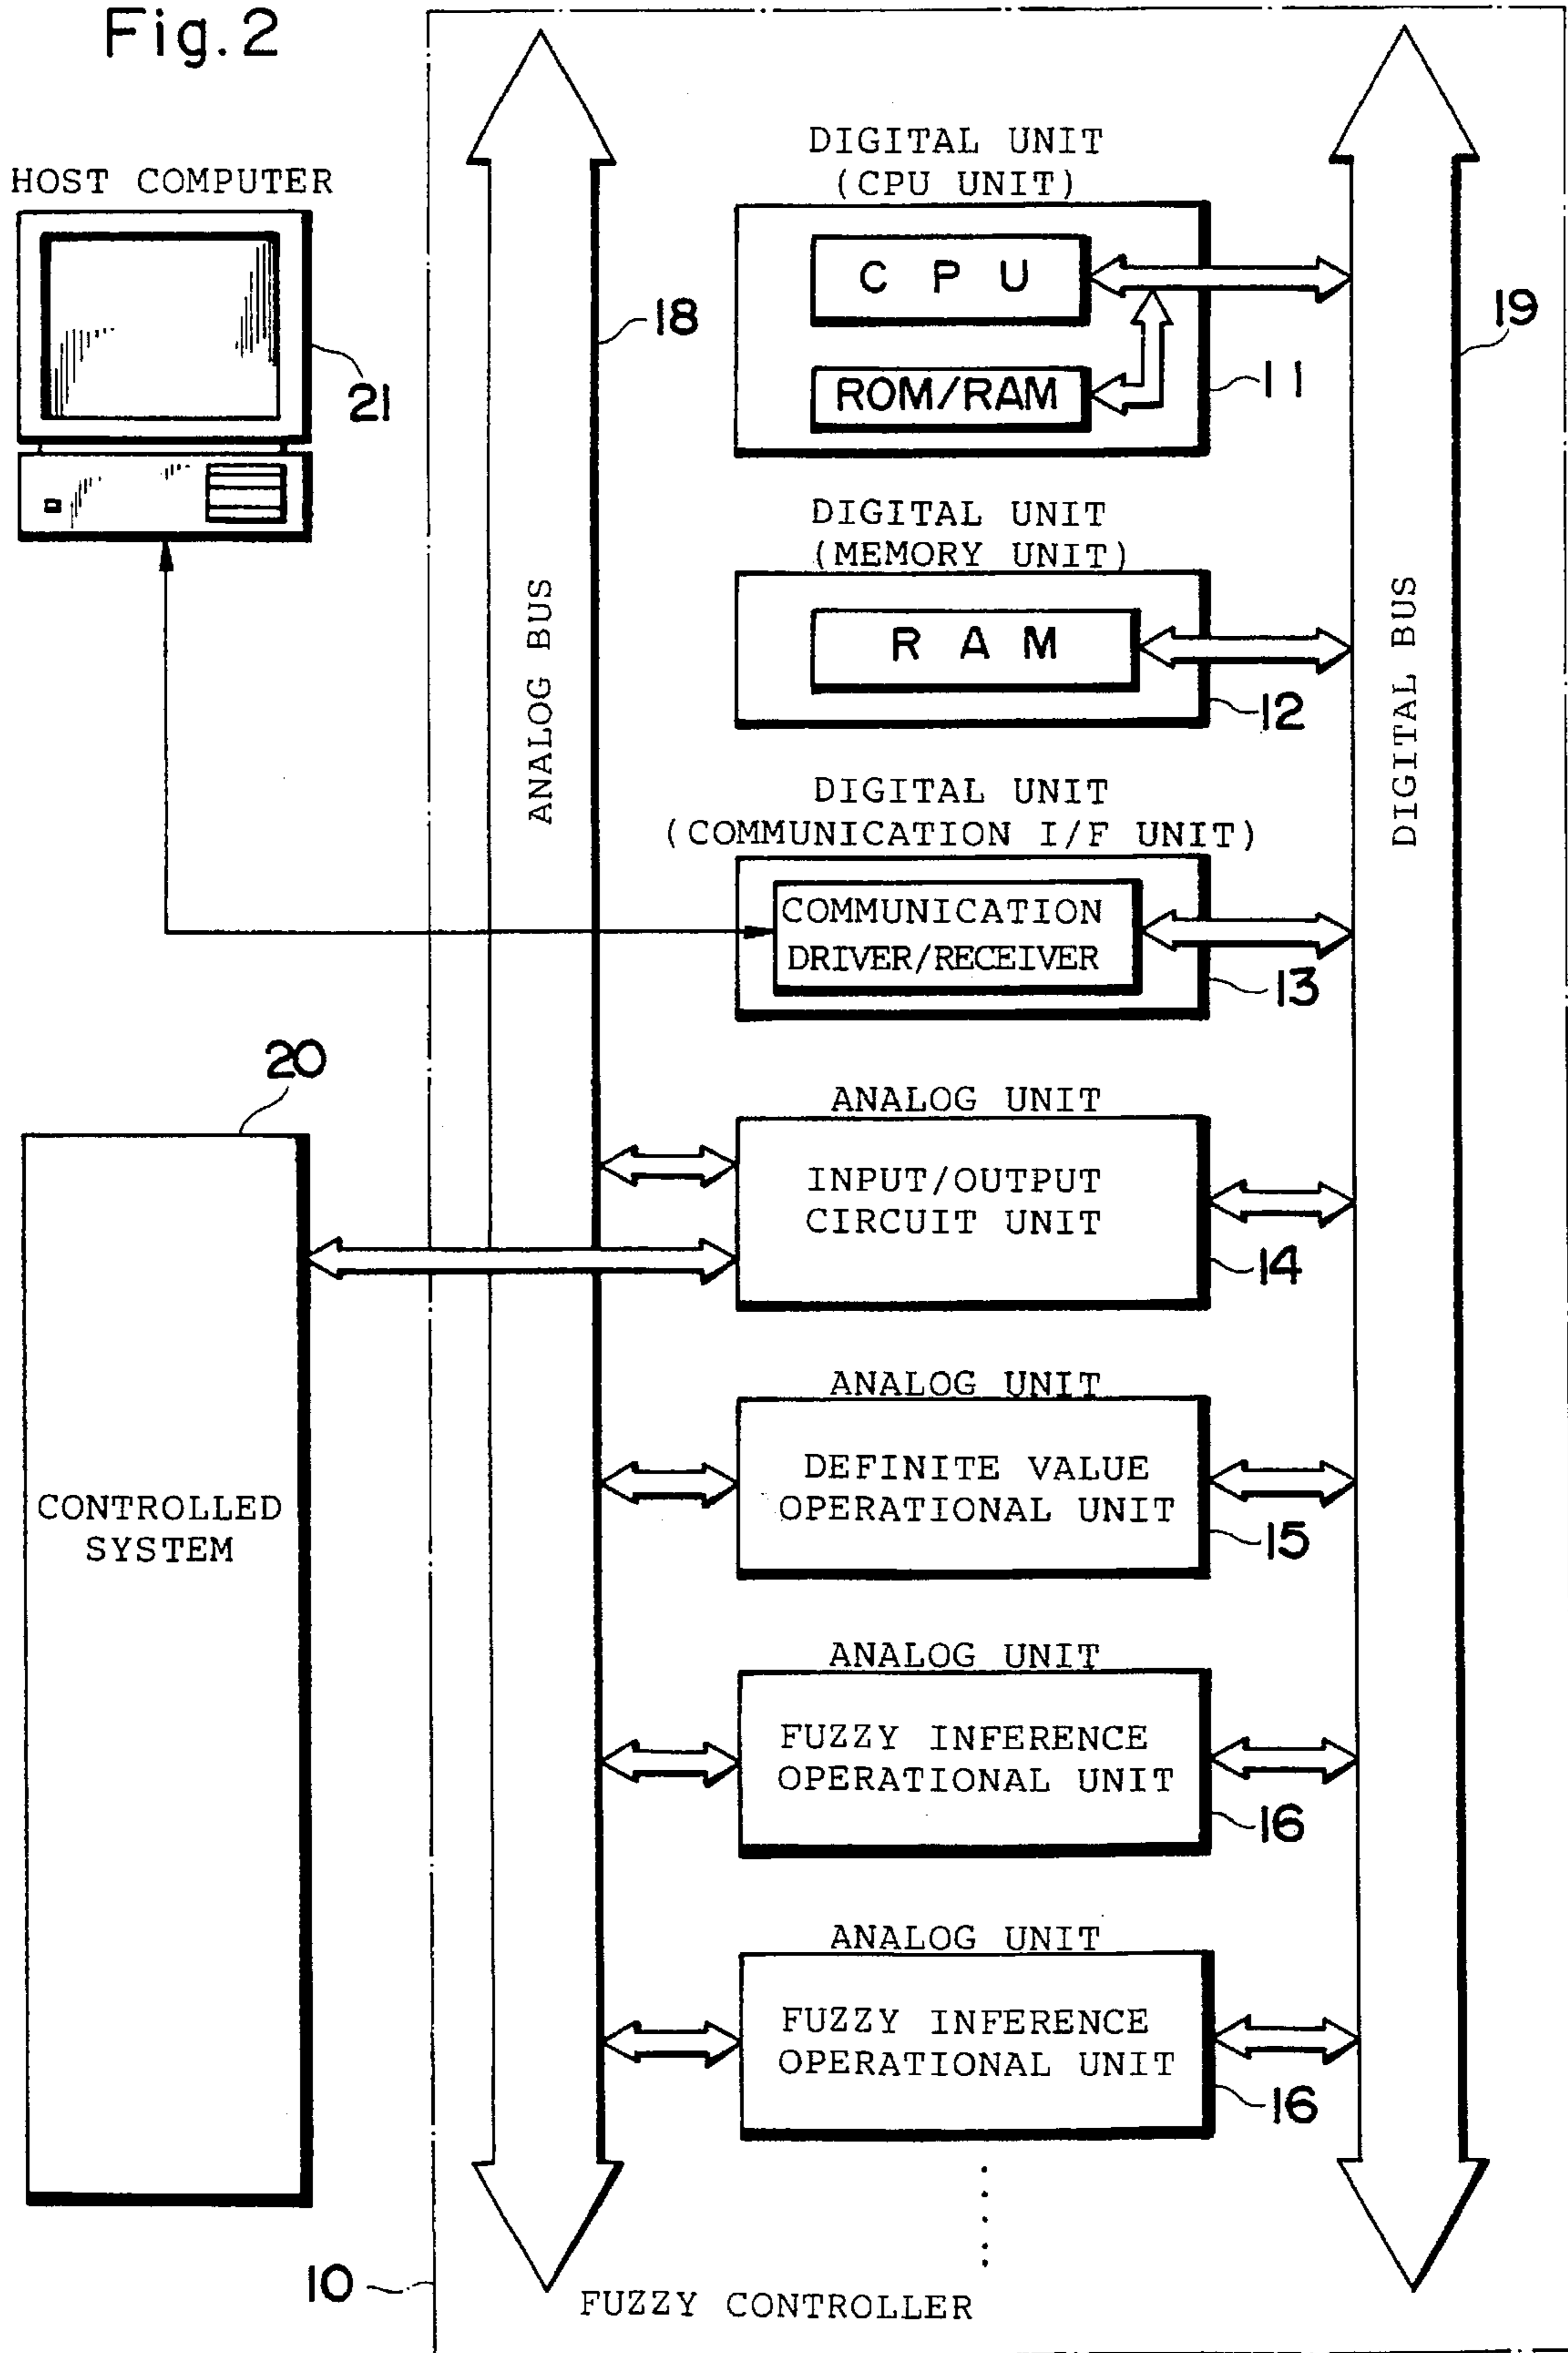 Fig. 2
HOST COMPUTER
21
18
ANALOG BUS
DIGITAL UNIT
(CPU UNIT)
C P U
ROM/RAM
11
19
DIGITAL UNIT
(MEMORY UNIT)
R A M
12
DIGITAL BUS
DIGITAL UNIT
(COMMUNICATION I/F UNIT)
COMMUNICATION
DRIVER/RECEIVER
13
20
CONTROLLED
SYSTEM
ANALOG UNIT
INPUT/OUTPUT
CIRCUIT UNIT
14
ANALOG UNIT
DEFINITE VALUE
OPERATIONAL UNIT
15
ANALOG UNIT
FUZZY INFERENCE
OPERATIONAL UNIT
16
ANALOG UNIT
FUZZY INFERENCE
OPERATIONAL UNIT
16
10
FUZZY CONTROLLER